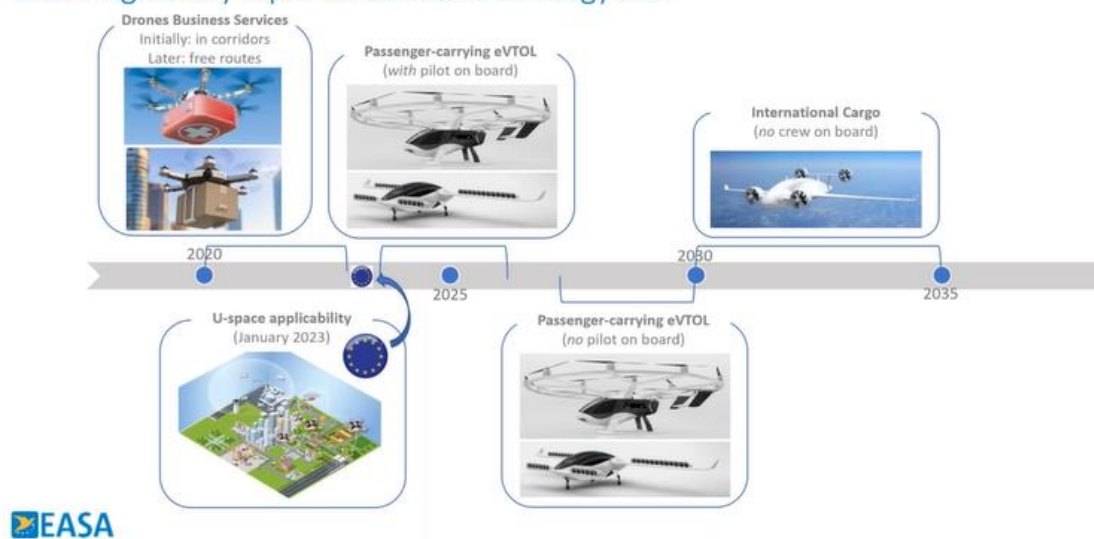 Drones Business Services
Initially: in corridors
Later: free routes
Passenger-carrying eVTOL
(with pilot on board)
International Cargo
(no crew on board)
2020
2025
2030
2035
U-space applicability
(January 2023)
Passenger-carrying eVTOL
(no pilot on board)
EASA